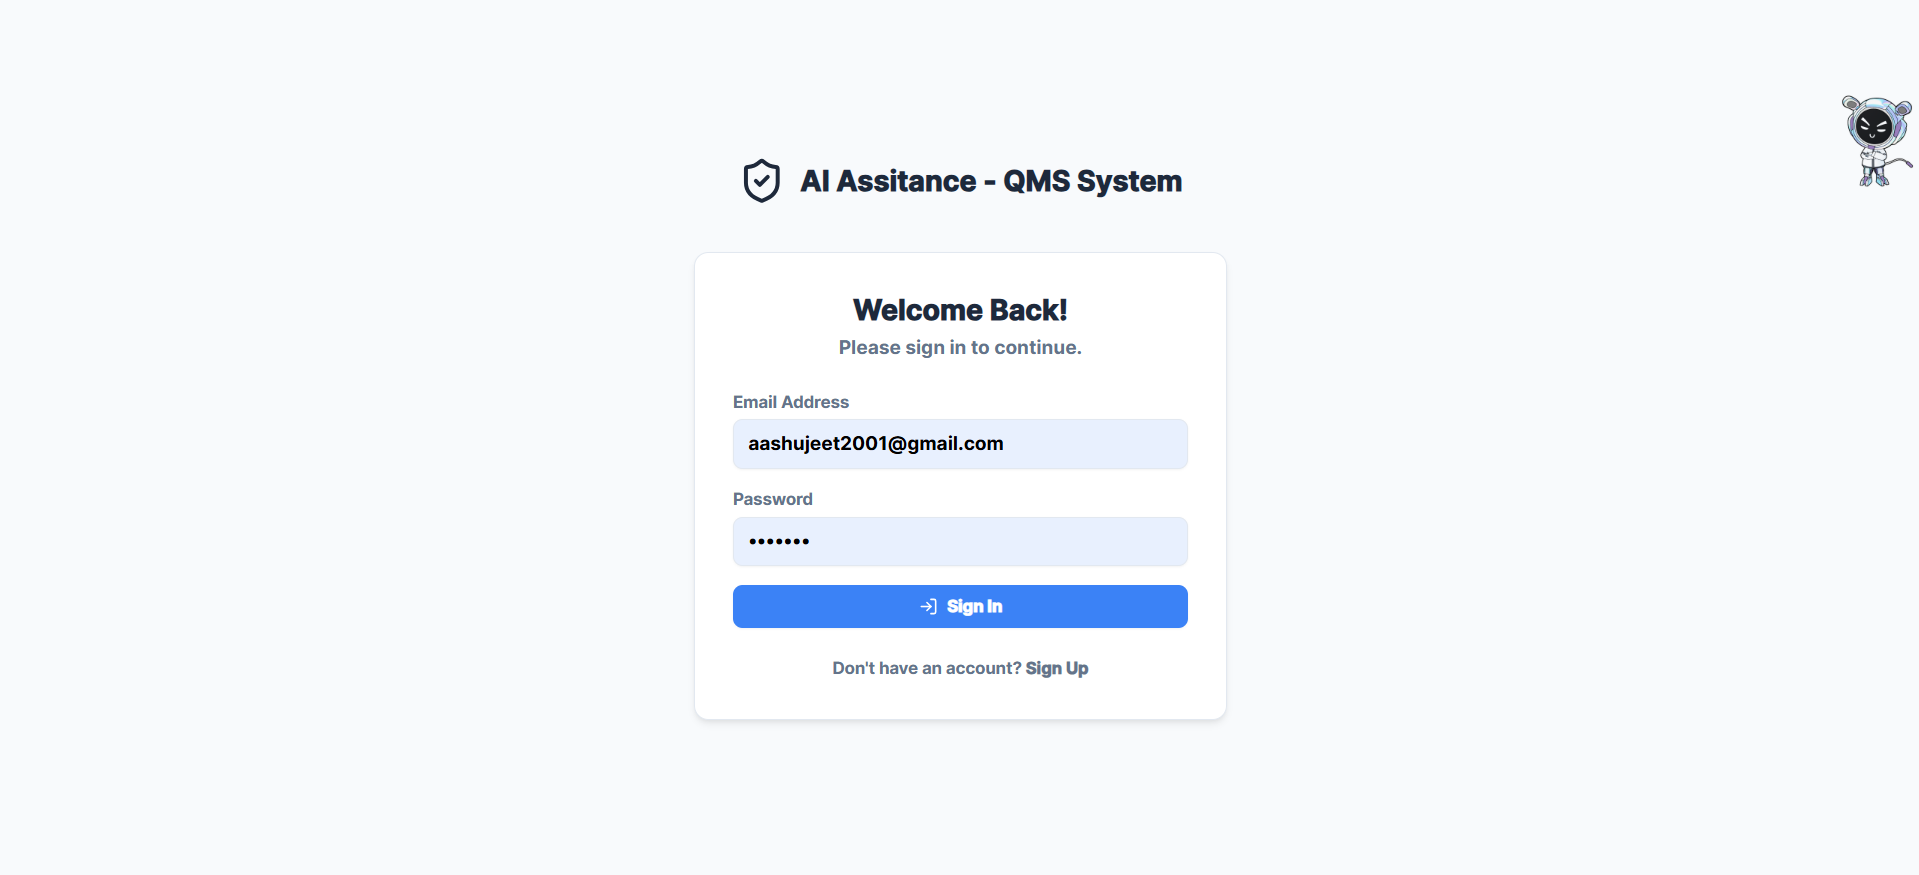 AI Assitance - QMS System
Welcome Back!
Please sign in to continue.
Email Address
aashujeet2001@gmail.com
Password
•••••••
Sign In
Don't have an account? Sign Up